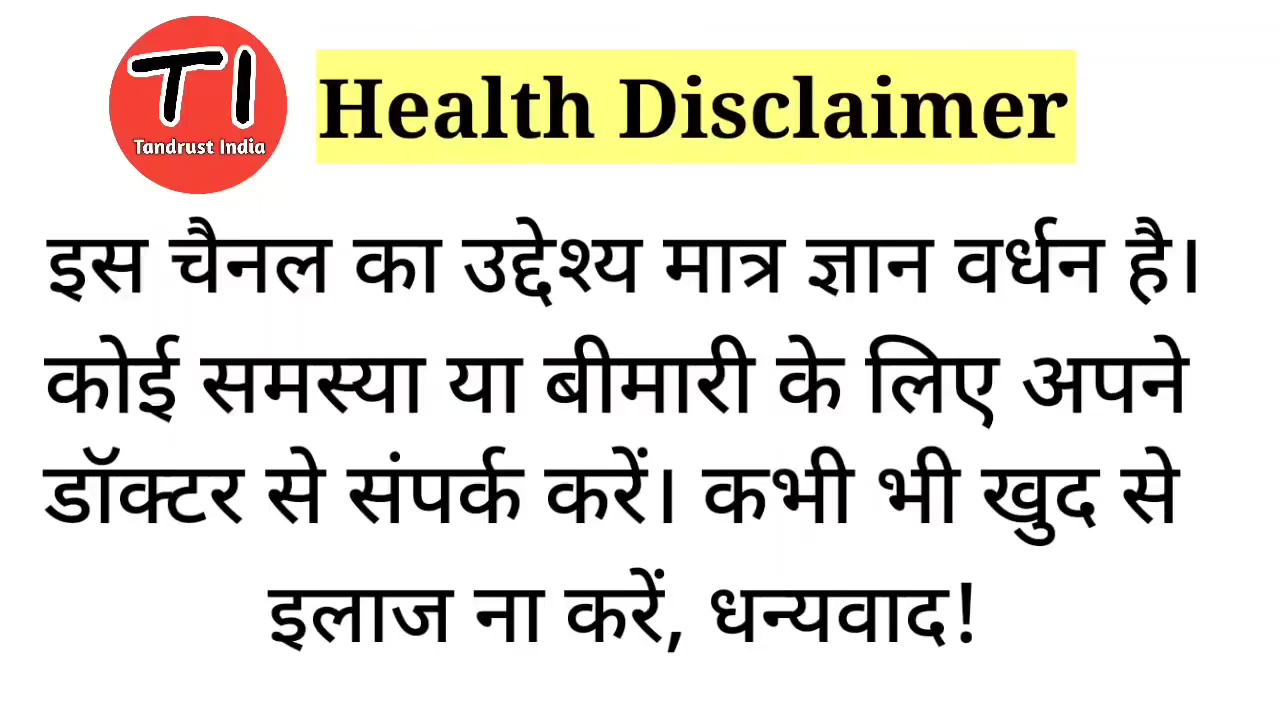 TI
Tandrust India
Health Disclaimer
इस चैनल का उद्देश्य मात्र ज्ञान वर्धन है।
कोई समस्या या बीमारी के लिए अपने
डॉक्टर से संपर्क करें। कभी भी खुद से
इलाज ना करें, धन्यवाद!